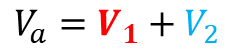 Vₐ = V₁ + V₂